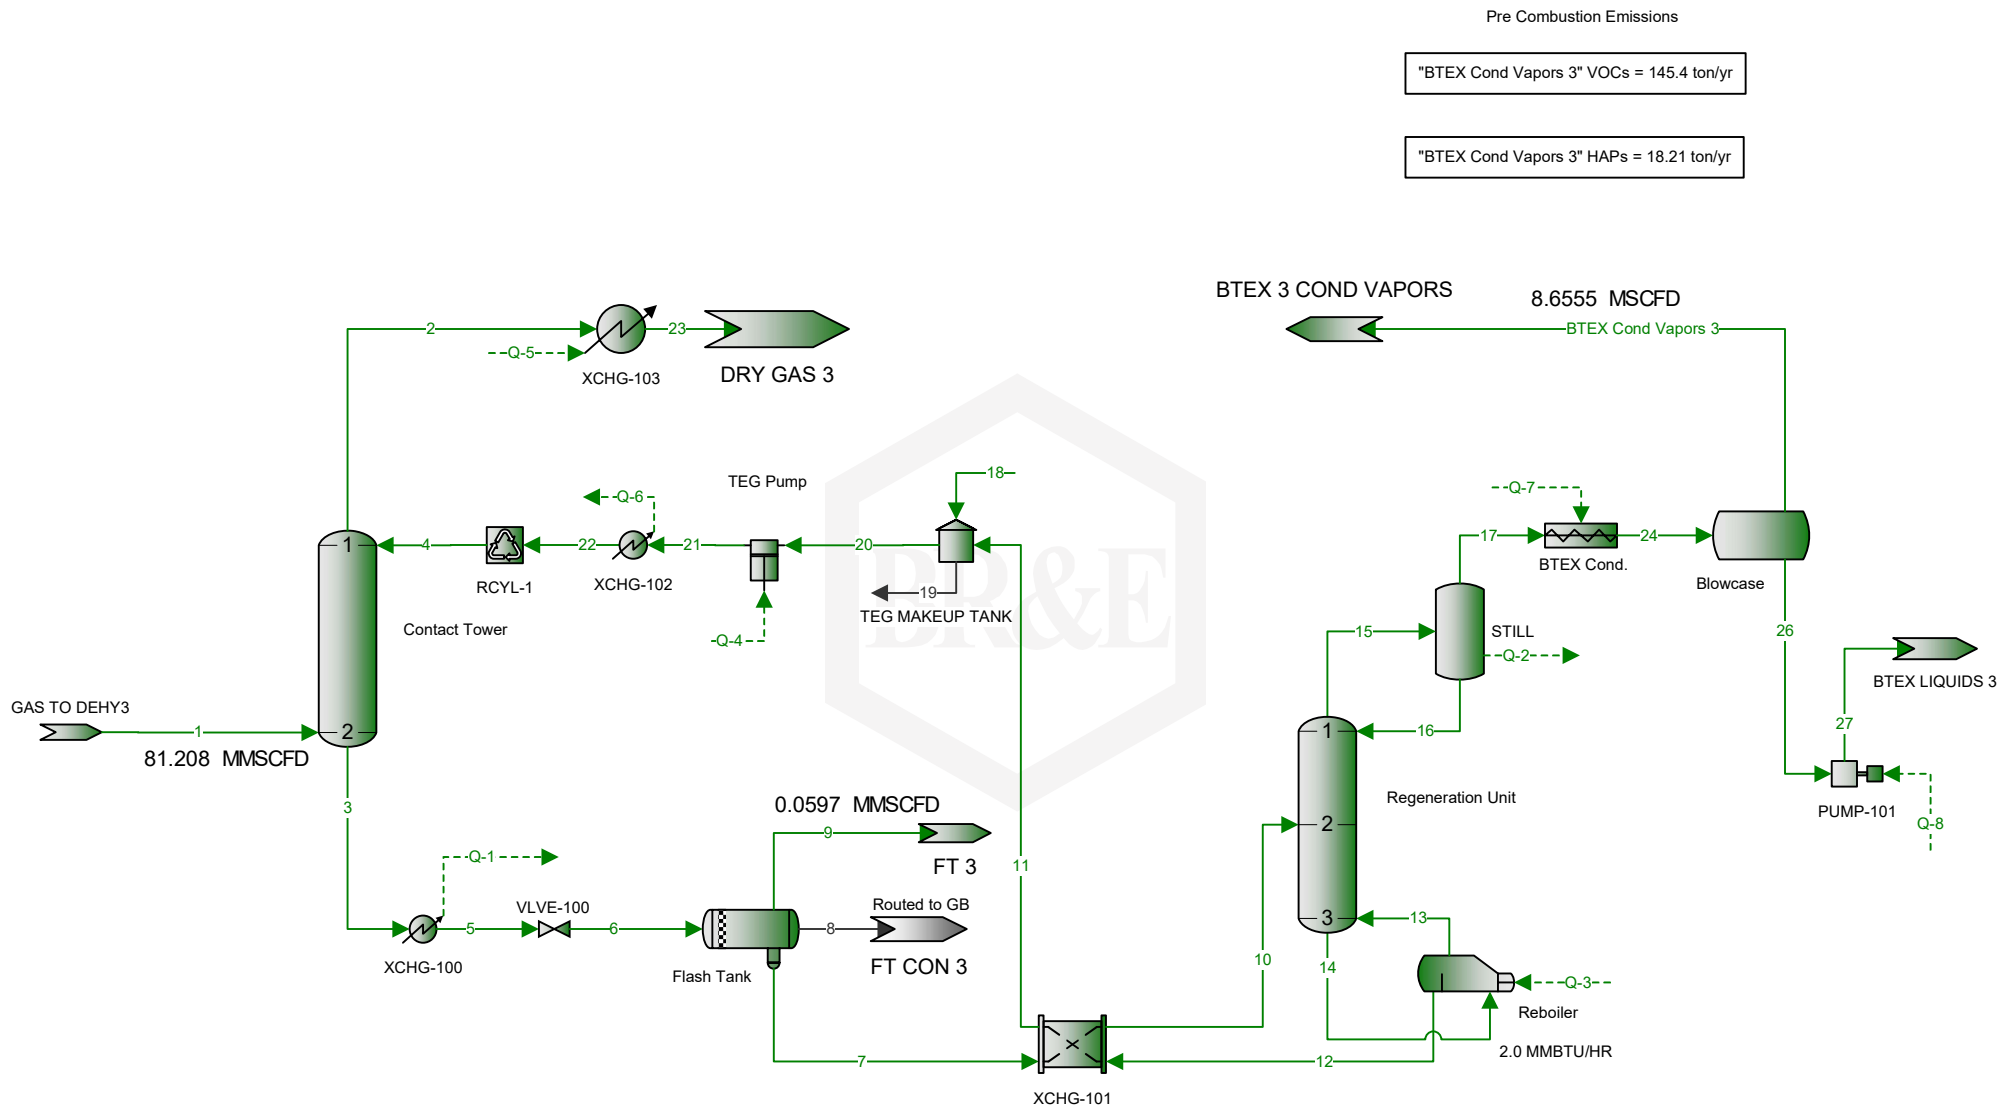 Pre Combustion Emissions
"BTEX Cond Vapors 3" VOCs = 145.4 ton/yr
"BTEX Cond Vapors 3" HAPs = 18.21 ton/yr
BTEX 3 COND VAPORS
8.6555 MSCFD
BTEX Cond Vapors 3
2
23
Q-5
XCHG-103
DRY GAS 3
TEG Pump
18
Q-6
Q-7
1
4
22
21
20
17
24
RCYL-1
XCHG-102
BTEX Cond.
Blowcase
19
TEG MAKEUP TANK
Contact Tower
Q-4
BR&E
15
STILL
Q-2
26
BTEX LIQUIDS 3
GAS TO DEHY3
1
2
81.208 MMSCFD
1
16
27
3
0.0597 MMSCFD
9
FT 3
Regeneration Unit
2
PUMP-101
Q-8
Q-1
11
VLVE-100
Routed to GB
3
13
5
6
8
XCHG-100
Flash Tank
FT CON 3
10
14
Q-3
Reboiler
2.0 MMBTU/HR
7
12
XCHG-101